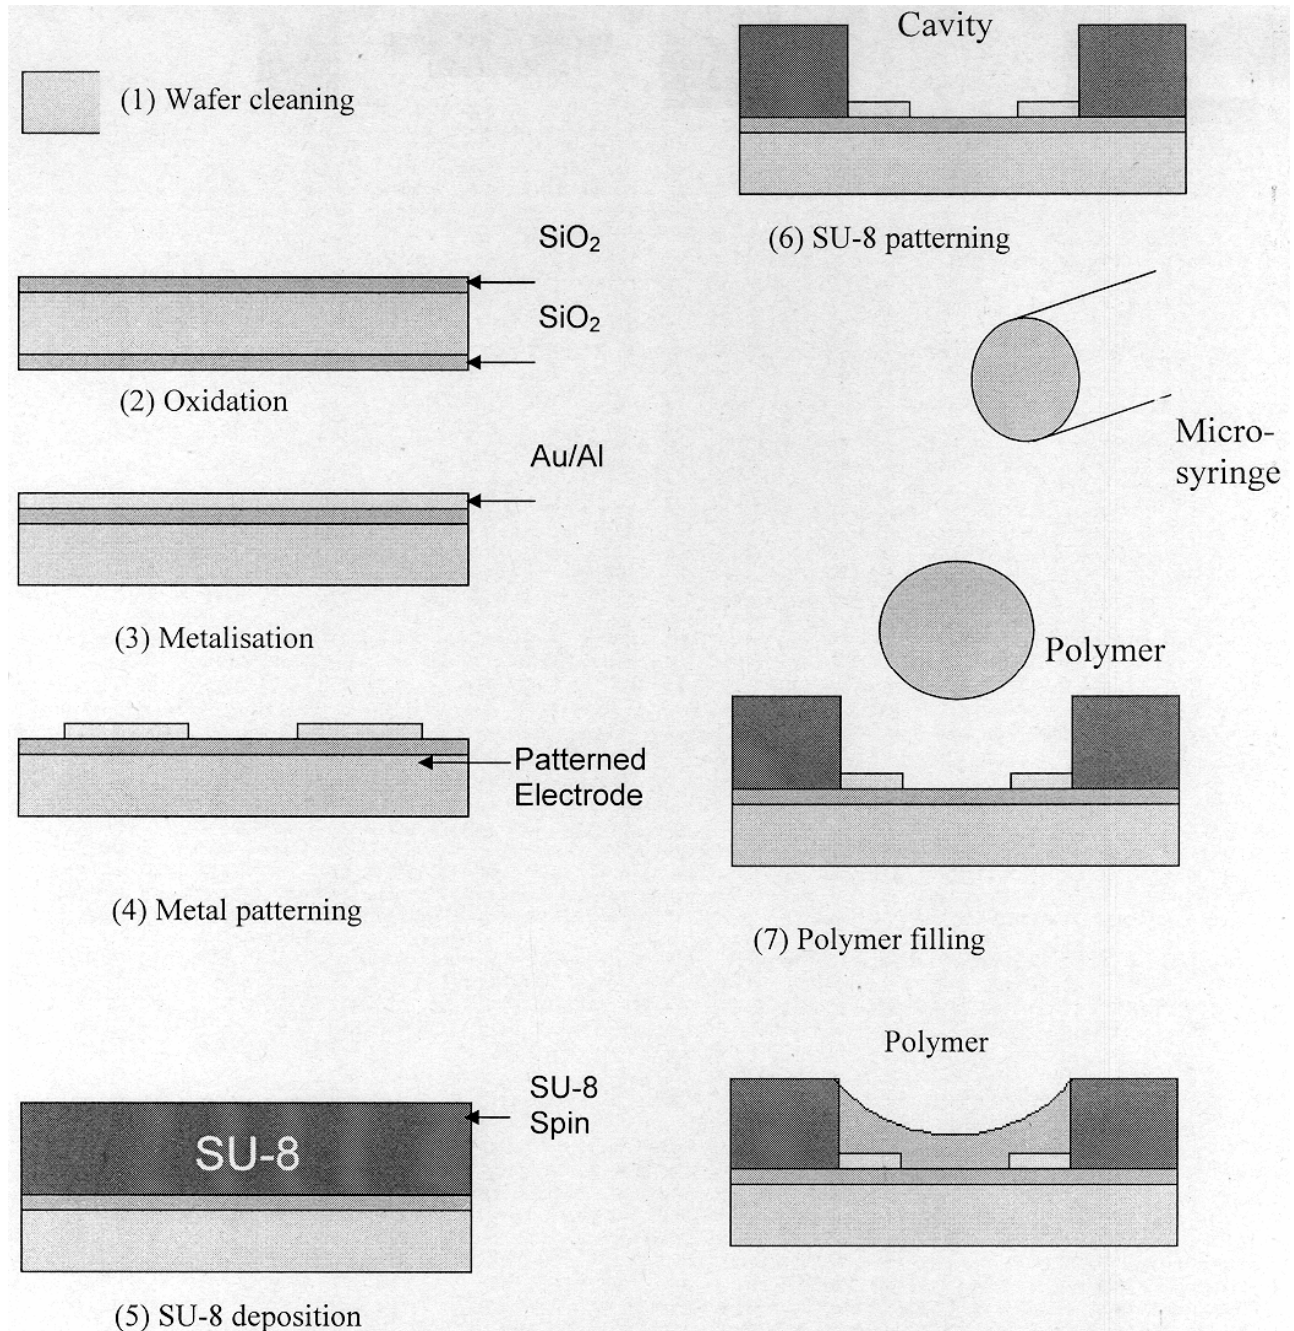 (1) Wafer cleaning
SiO2
SiO2
(2) Oxidation
Au/Al
(3) Metalisation
Patterned
Electrode
(4) Metal patterning
SU-8
Spin
SU-8
(5) SU-8 deposition
Cavity
(6) SU-8 patterning
Micro-
syringe
Polymer
(7) Polymer filling
Polymer